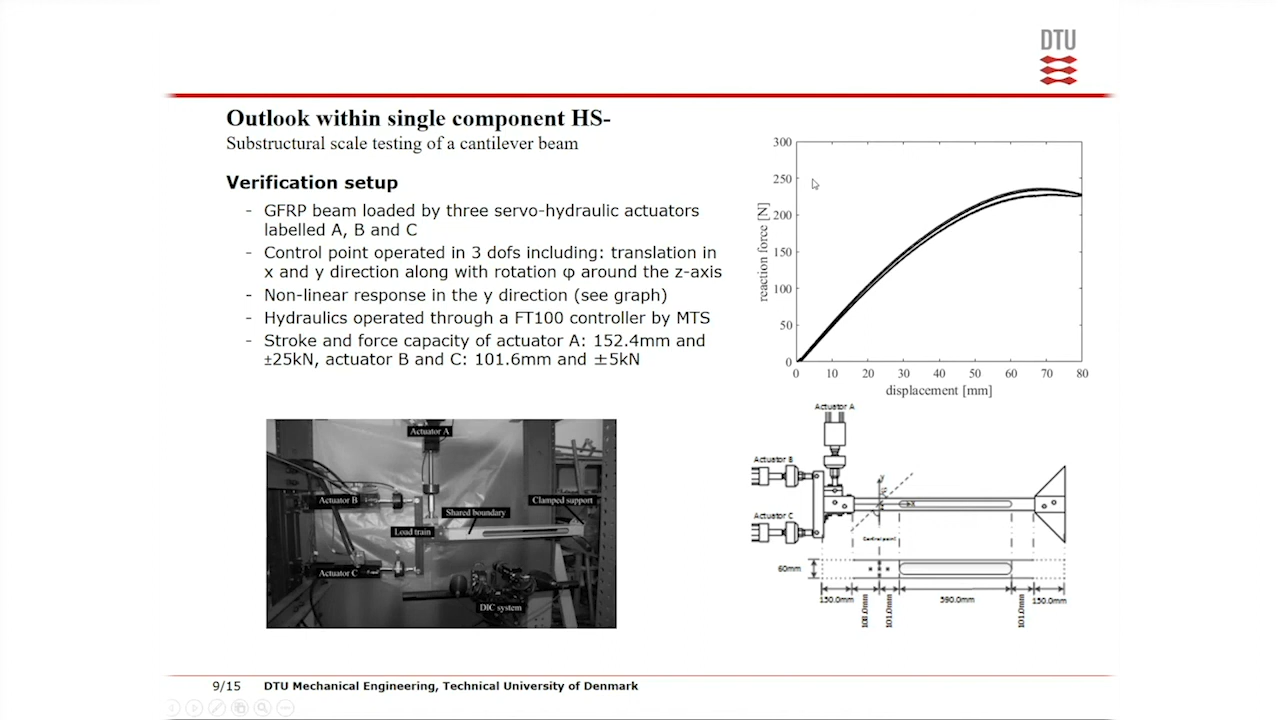 DTU
Outlook within single component HS-
Substructural scale testing of a cantilever beam
Verification setup
- GFRP beam loaded by three servo-hydraulic actuators
labelled A, B and C
- Control point operated in 3 dofs including: translation in
x and y direction along with rotation φ around the z-axis
- Non-linear response in the y direction (see graph)
- Hydraulics operated through a FT100 controller by MTS
- Stroke and force capacity of actuator A: 152.4mm and
±25kN, actuator B and C: 101.6mm and ±5kN
300
250
200
150
100
50
0
reaction force [N]
0 10 20 30 40 50 60 70 80
displacement [mm]
Actuator A
Actuator B
Shared boundary
Clamped support
Load train
Actuator C
DIC system
Actuator A
Actuator B
Actuator C
Y
X
Control point
60mm
150.0mm
101.0mm
390.0mm
101.0mm
150.0mm
9/15 DTU Mechanical Engineering, Technical University of Denmark